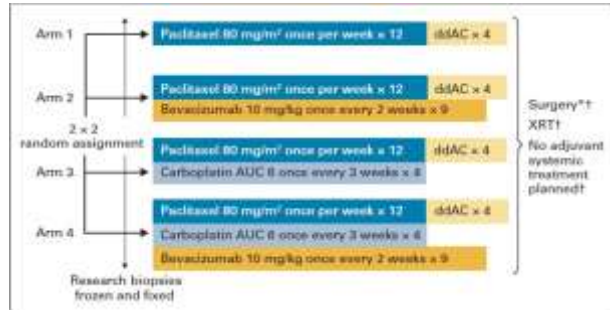 Arm 1
Paclitaxel 80 mg/m² once per week × 12
ddAC × 4
Arm 2
Paclitaxel 80 mg/m² once per week × 12
ddAC × 4
Bevacizumab 10 mg/kg once every 2 weeks × 9
2 × 2
random assignment
Arm 3
Paclitaxel 80 mg/m² once per week × 12
ddAC × 4
Carboplatin AUC 6 once every 3 weeks × 4
Arm 4
Paclitaxel 80 mg/m² once per week × 12
ddAC × 4
Carboplatin AUC 6 once every 3 weeks × 4
Bevacizumab 10 mg/kg once every 2 weeks × 9
Research biopsies
frozen and fixed
Surgery*†
XRT†
No adjuvant
systemic
treatment
planned†